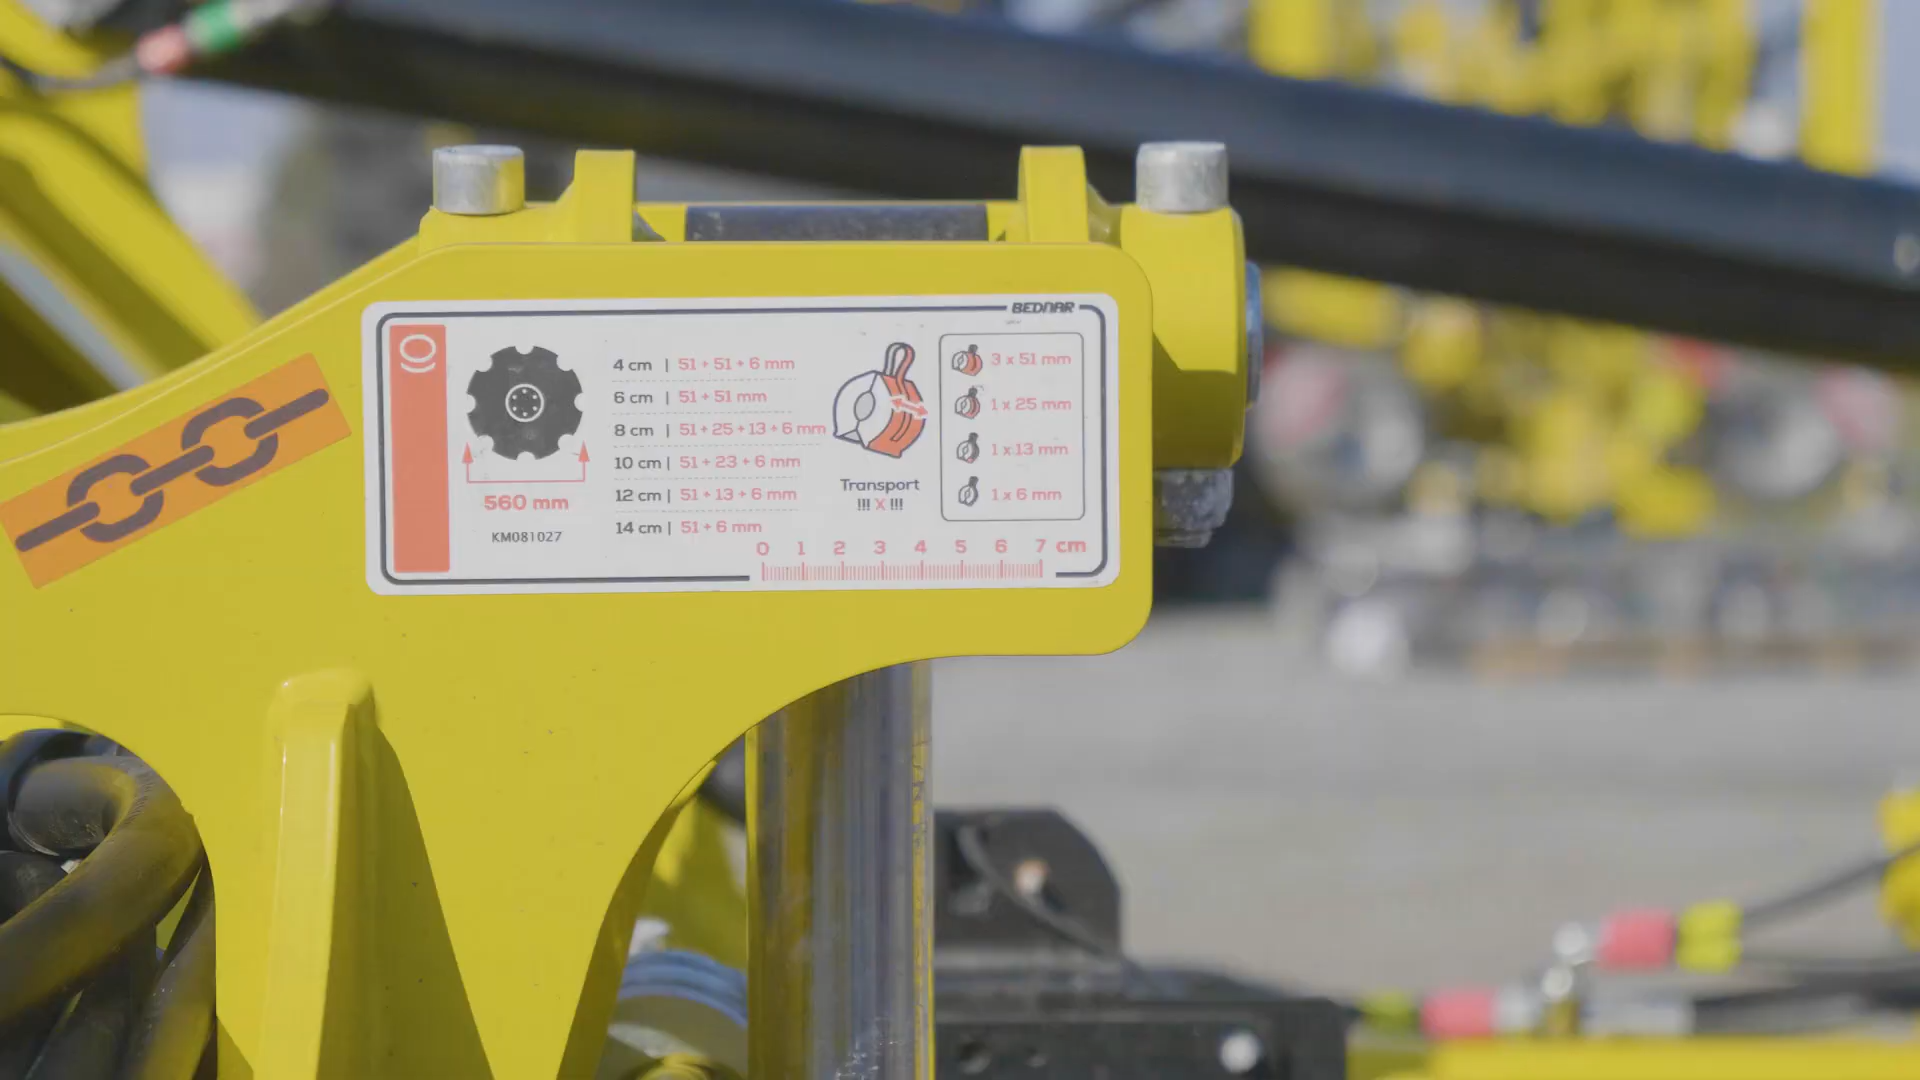 BEDNAR
4 cm | 51 + 51 + 6 mm
6 cm | 51 + 51 mm
8 cm | 51 + 25 + 13 + 6 mm
10 cm | 51 + 23 + 6 mm
12 cm | 51 + 13 + 6 mm
14 cm | 51 + 6 mm
560 mm
KM081027
Transport
!!! X !!!
3 x 51 mm
1 x 25 mm
1 x 13 mm
1 x 6 mm
0 1 2 3 4 5 6 7 cm